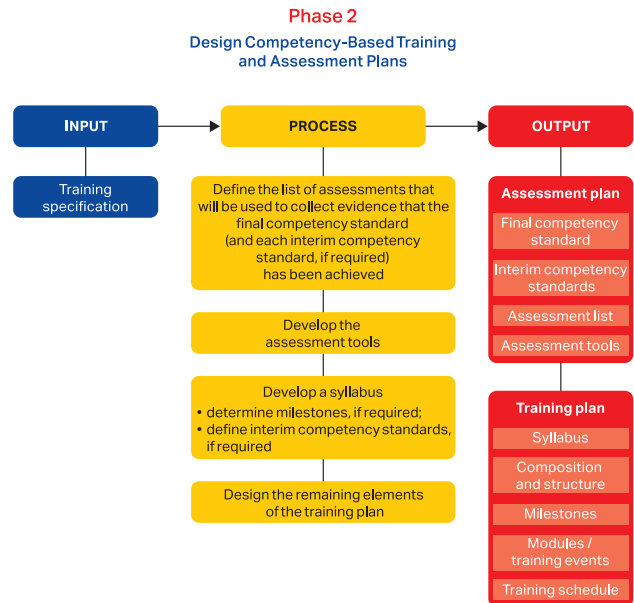 Phase 2
Design Competency-Based Training
and Assessment Plans
INPUT
Training
specification
PROCESS
Define the list of assessments that
will be used to collect evidence that the
final competency standard
(and each interim competency
standard, if required)
has been achieved
Develop the
assessment tools
Develop a syllabus
• determine milestones, if required;
• define interim competency standards,
if required
Design the remaining elements
of the training plan
OUTPUT
Assessment plan
Final competency
standard
Interim competency
standards
Assessment list
Assessment tools
Training plan
Syllabus
Composition
and structure
Milestones
Modules /
training events
Training schedule